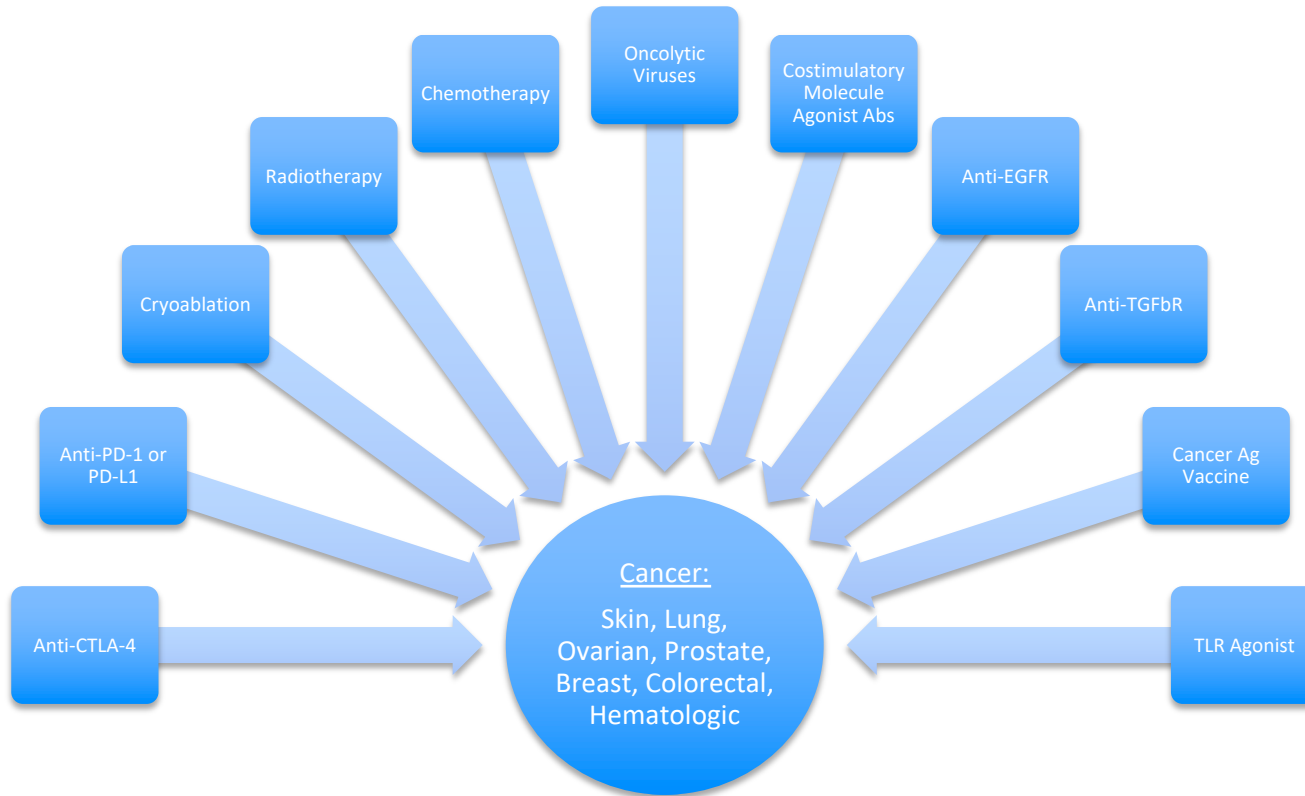 Oncolytic
Viruses
Chemotherapy
Costimulatory
Molecule
Agonist Abs
Radiotherapy
Anti-EGFR
Cryoablation
Anti-TGFbR
Anti-PD-1 or
PD-L1
Cancer Ag
Vaccine
Anti-CTLA-4
Cancer:
Skin, Lung,
Ovarian, Prostate,
Breast, Colorectal,
Hematologic
TLR Agonist